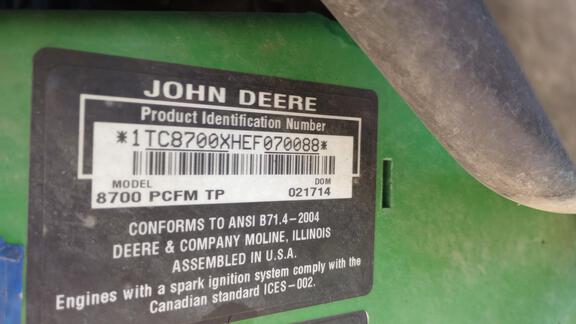 JOHN DEERE
Product Identification Number
*1TC8700XHEF070088*
MODEL DOM
8700 PCFM TP 021714
CONFORMS TO ANSI B71.4-2004
DEERE & COMPANY MOLINE, ILLINOIS
ASSEMBLED IN U.S.A.
Engines with a spark ignition system comply with the
Canadian standard ICES-002.